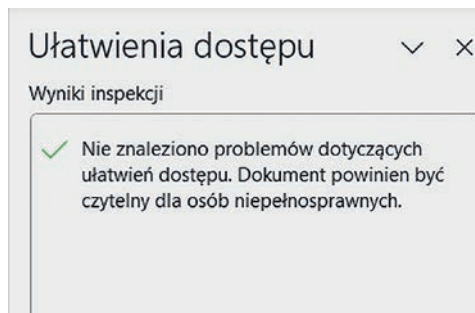 Ułatwienia dostępu
Wyniki inspekcji
Nie znaleziono problemów dotyczących
ułatwień dostępu. Dokument powinien być
czytelny dla osób niepełnosprawnych.